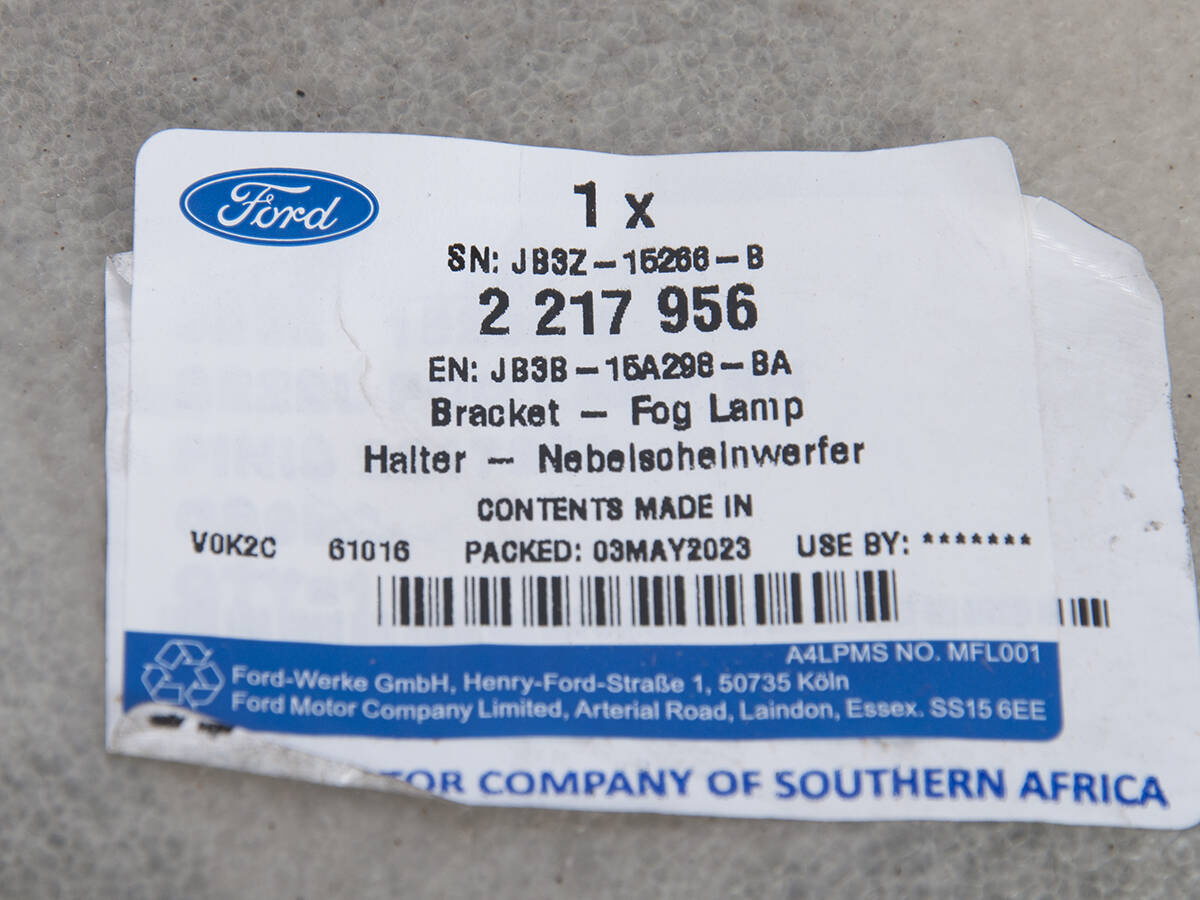 Ford
1 x
SN: JB3Z-15266-B
2 217 956
EN: JB3B-15A298-BA
Bracket - Fog Lamp
Halter - Nebelscheinwerfer
CONTENTS MADE IN
V0K2C 61016 PACKED: 03MAY2023 USE BY: *******
A4LPMS NO. MFL001
Ford-Werke GmbH, Henry-Ford-Straße 1, 50735 Köln
Ford Motor Company Limited, Arterial Road, Laindon, Essex. SS15 6EE
TOR COMPANY OF SOUTHERN AFRICA